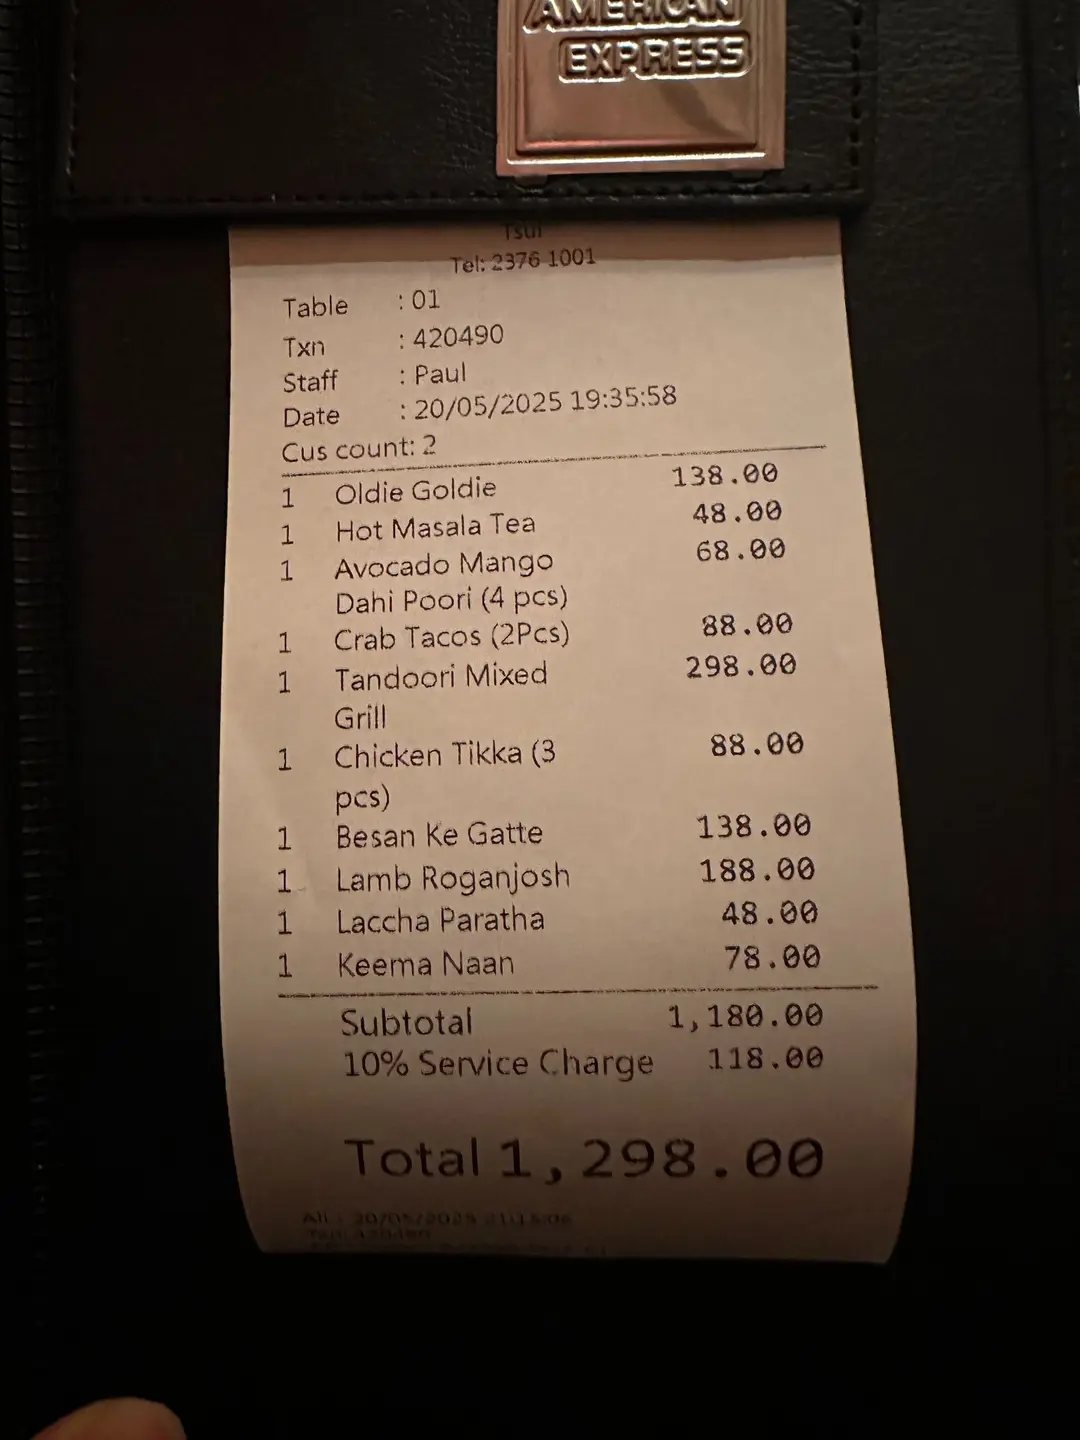 AMERICAN
EXPRESS
Tsui
Tel: 2376 1001
Table : 01
Txn : 420490
Staff : Paul
Date : 20/05/2025 19:35:58
Cus count: 2
1 Oldie Goldie 138.00
1 Hot Masala Tea 48.00
1 Avocado Mango 68.00
Dahi Poori (4 pcs)
1 Crab Tacos (2Pcs) 88.00
1 Tandoori Mixed 298.00
Grill
1 Chicken Tikka (3 88.00
pcs)
1 Besan Ke Gatte 138.00
1 Lamb Roganjosh 188.00
1 Laccha Paratha 48.00
1 Keema Naan 78.00
Subtotal 1,180.00
10% Service Charge 118.00
Total 1,298.00
20/05/2025